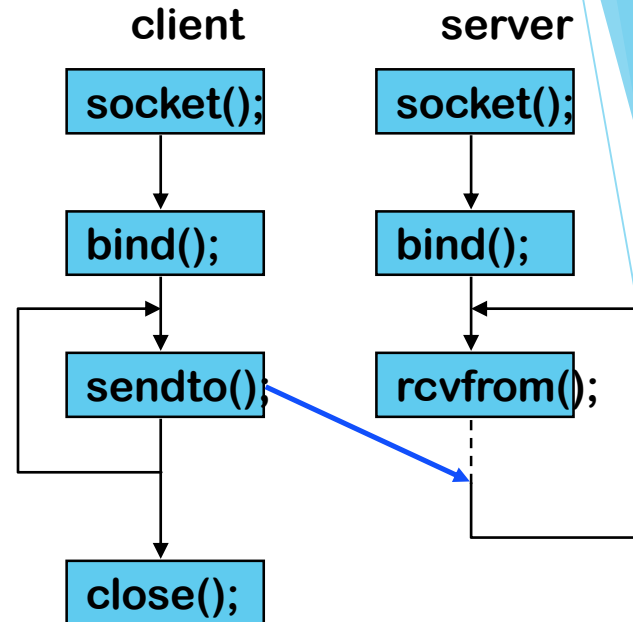 client
server
socket();
socket();
bind();
bind();
sendto();
rcvfrom();
close();